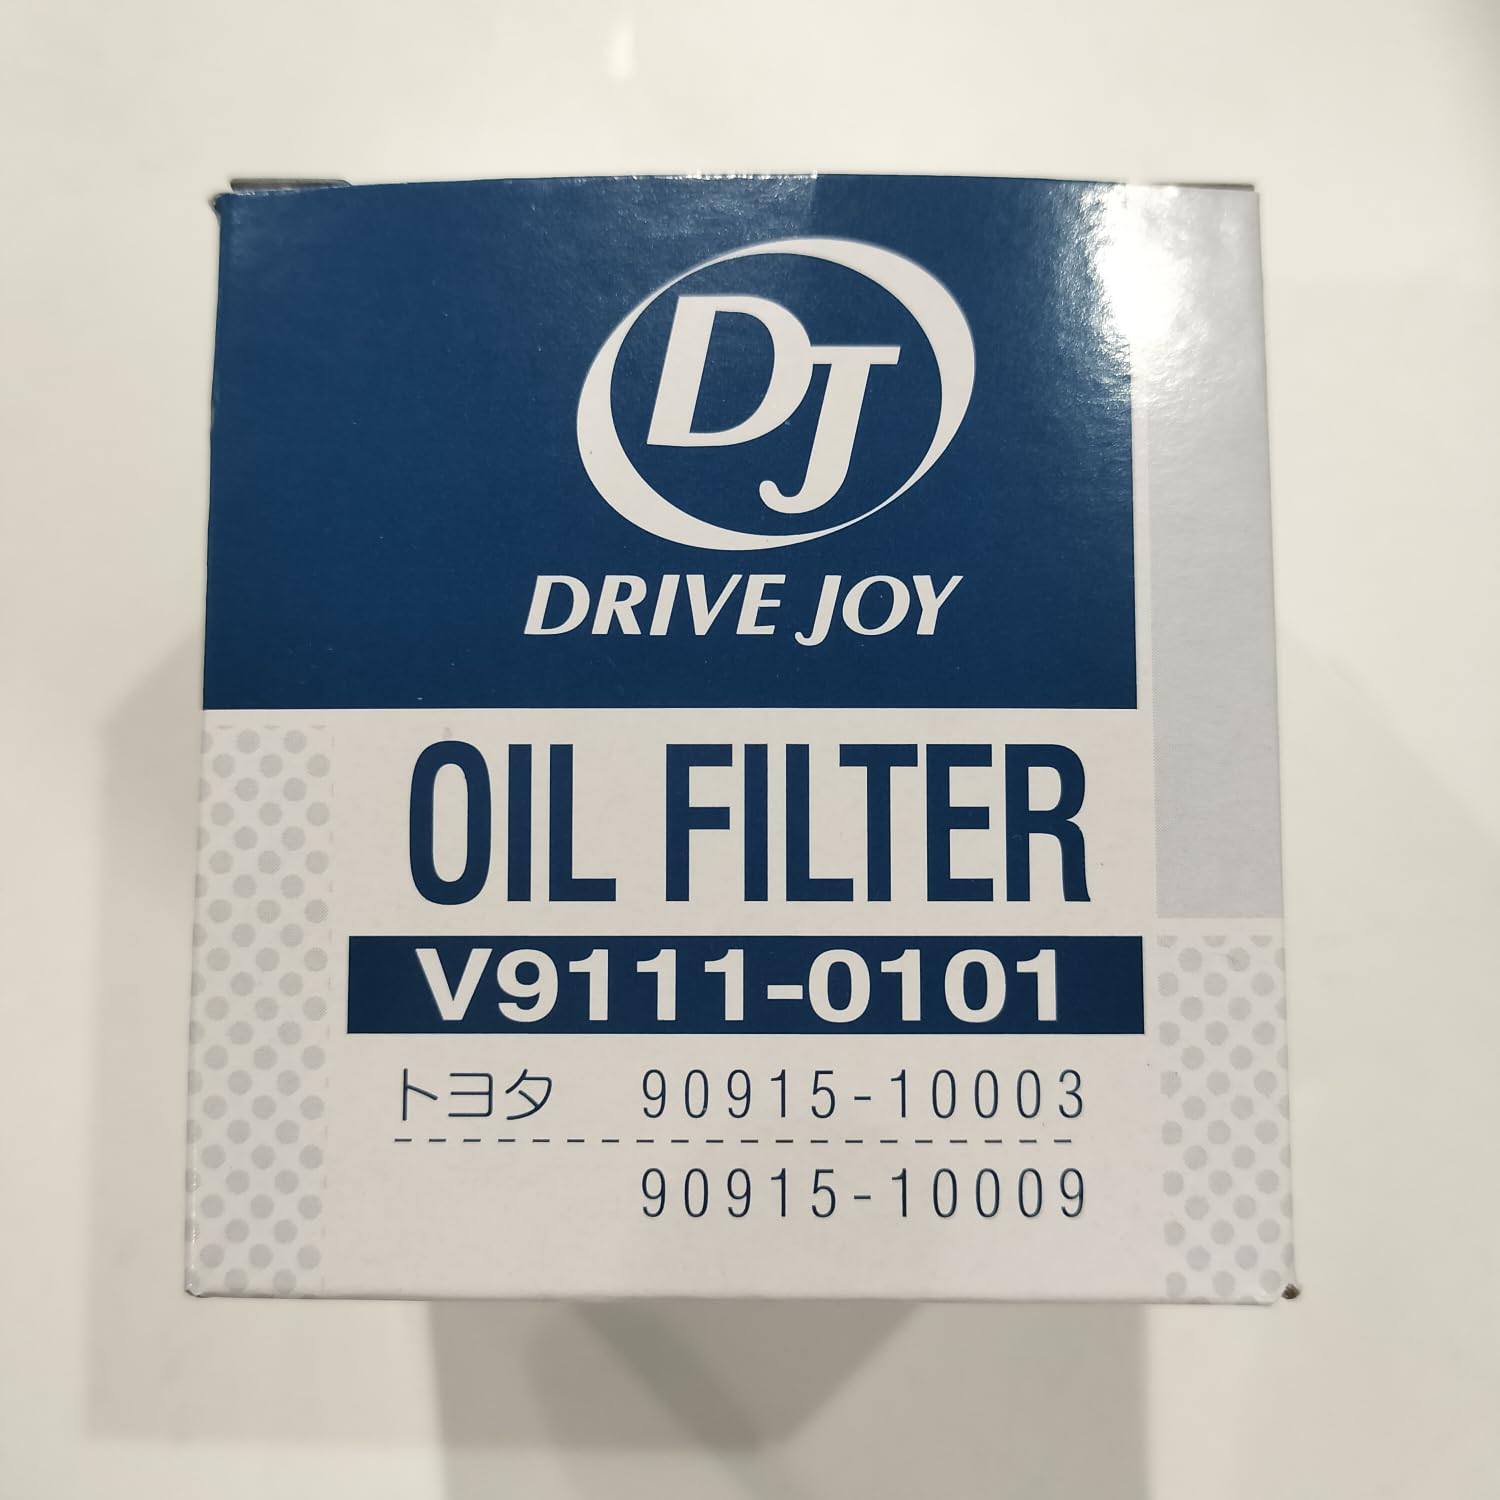 DJ
DRIVE JOY
OIL FILTER
V9111-0101
トヨタ 90915-10003
90915-10009